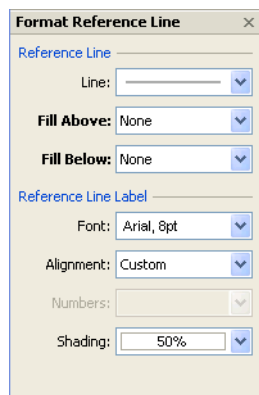 Format Reference Line
Reference Line
Line:
Fill Above: None
Fill Below: None
Reference Line Label
Font: Arial, 8pt
Alignment: Custom
Numbers:
Shading: 50%